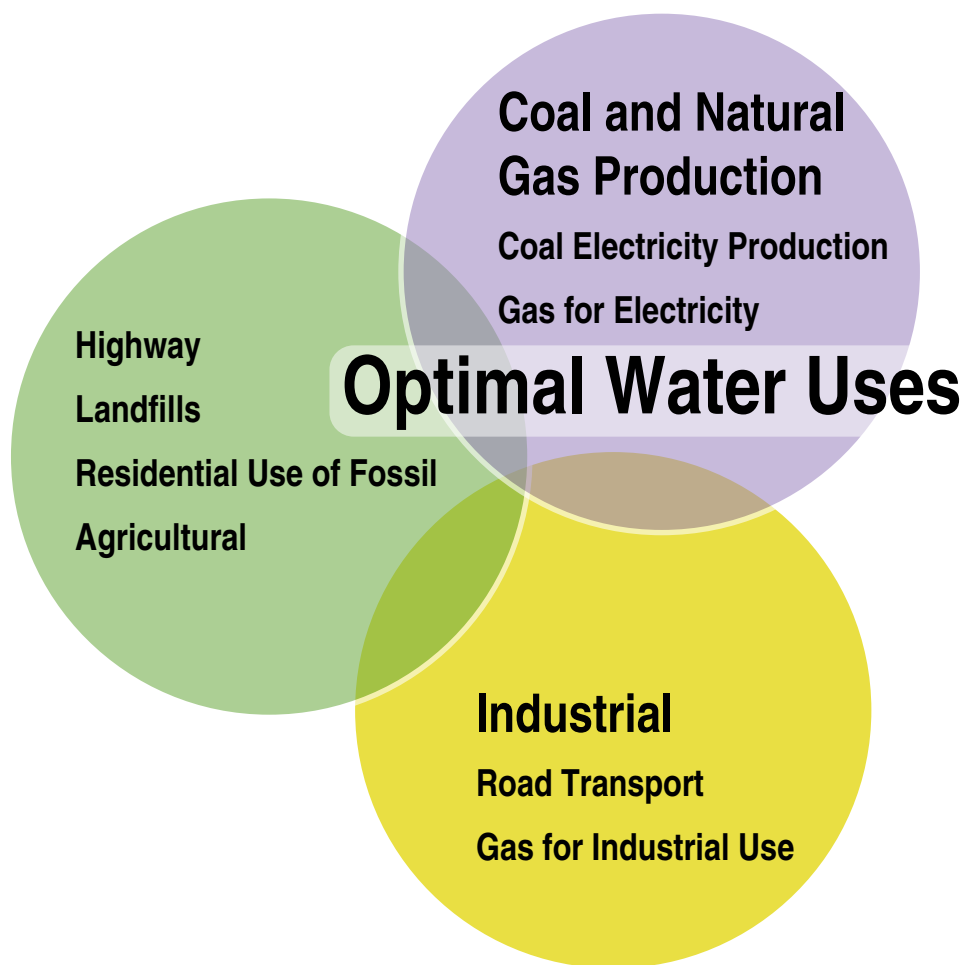 Coal and Natural
Gas Production
Coal Electricity Production
Gas for Electricity
Optimal Water Uses
Highway
Landfills
Residential Use of Fossil
Agricultural
Industrial
Road Transport
Gas for Industrial Use